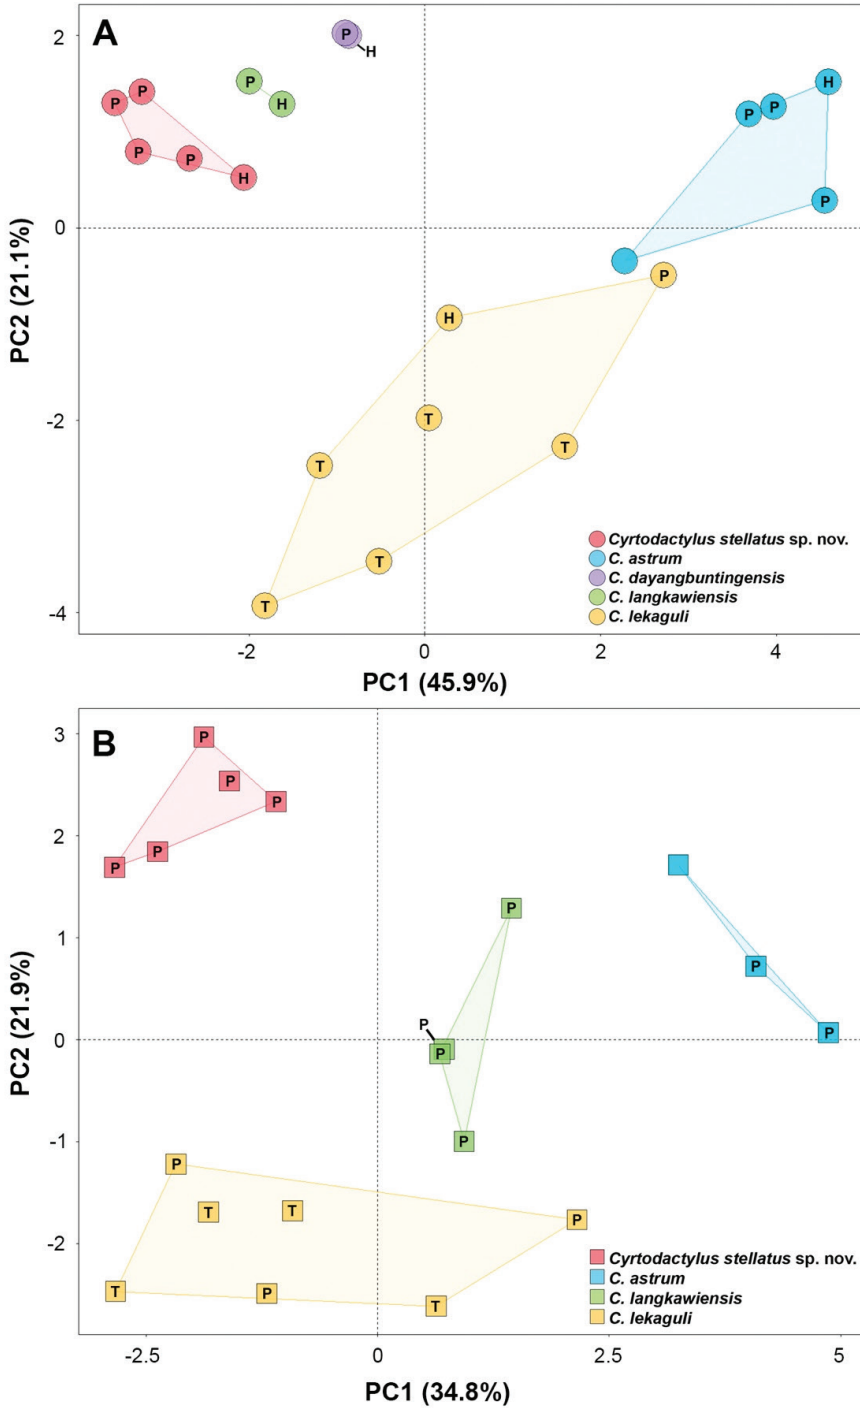 A
2
P
H
P
H
P
P
P
P
H
P
P
H
P
0
P
H
PC2 (21.1%)
-2
T
T
T
T
T
-4
Cyrtodactylus stellatus sp. nov.
C. astrum
C. dayangbuntingensis
C. langkawiensis
C. lekaguli
-2
0
2
4
PC1 (45.9%)
B
3
P
P
P
P
P
2
1
P
P
P
P
P
0
P
PC2 (21.9%)
-1
P
P
T
T
P
-2
T
P
T
Cyrtodactylus stellatus sp. nov.
C. astrum
C. langkawiensis
C. lekaguli
-2.5
0
2.5
5
PC1 (34.8%)